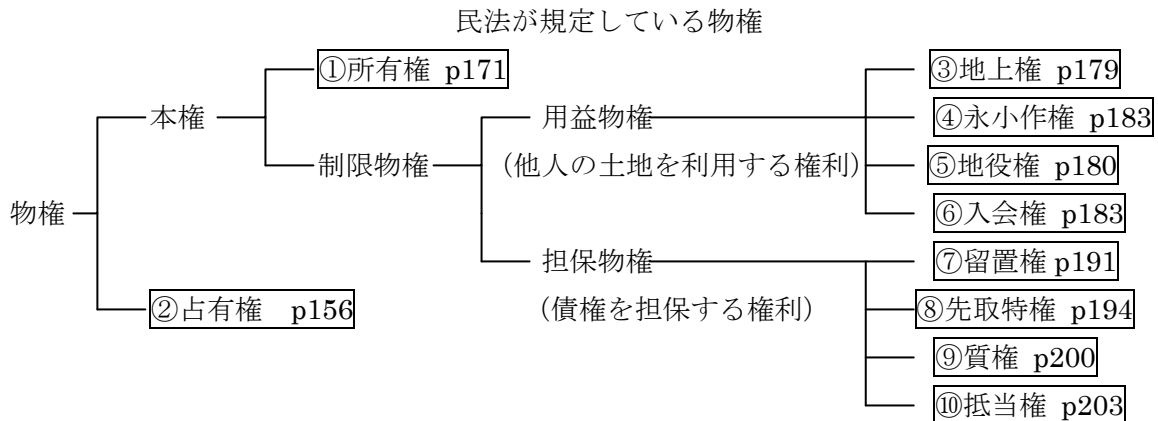 民法が規定している物権
①所有権 p171
③地上権 p179
本権
用益物権
④永小作権 p183
制限物権
(他人の土地を利用する権利)
⑤地役権 p180
物権
⑥入会権 p183
担保物権
⑦留置権 p191
②占有権 p156
(債権を担保する権利)
⑧先取特権 p194
⑨質権 p200
⑩抵当権 p203